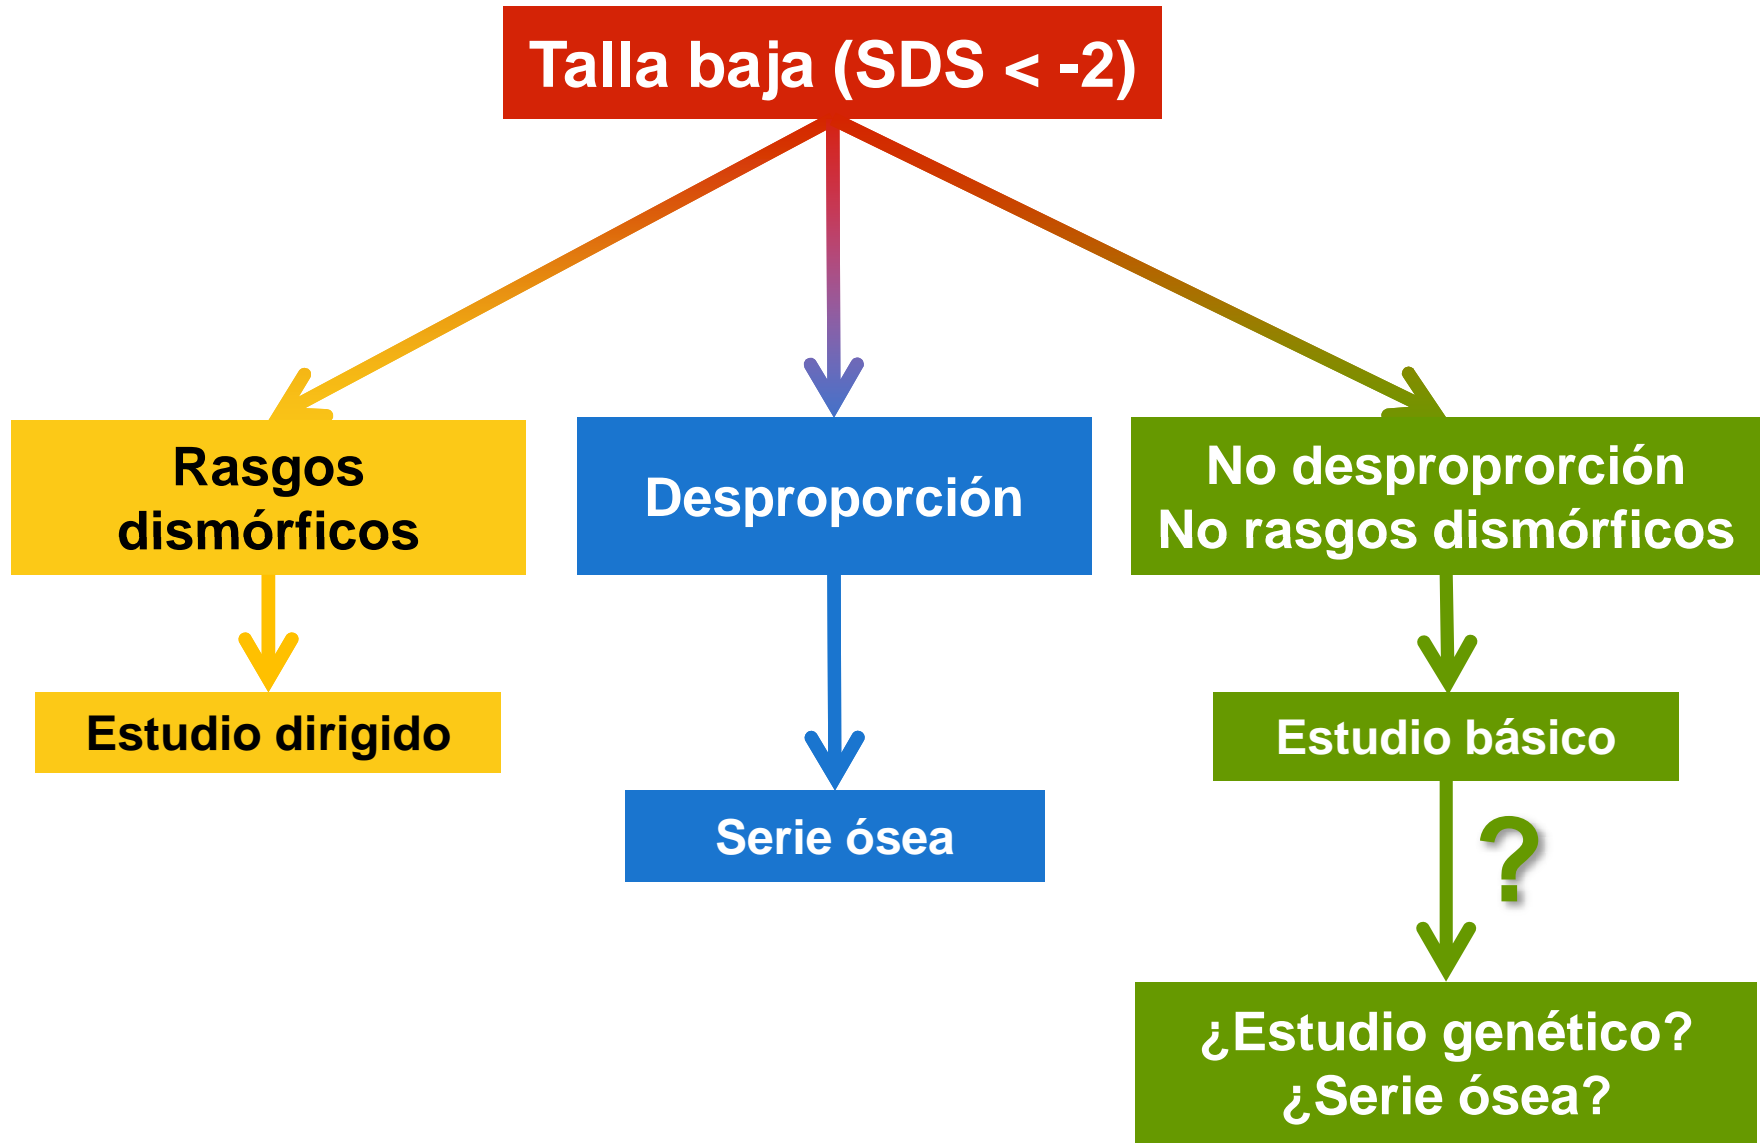 Talla baja (SDS < -2)
Rasgos
dismórficos
Desproporción
No desproprorción
No rasgos dismórficos
Estudio dirigido
Estudio básico
Serie ósea
?
¿Estudio genético?
¿Serie ósea?